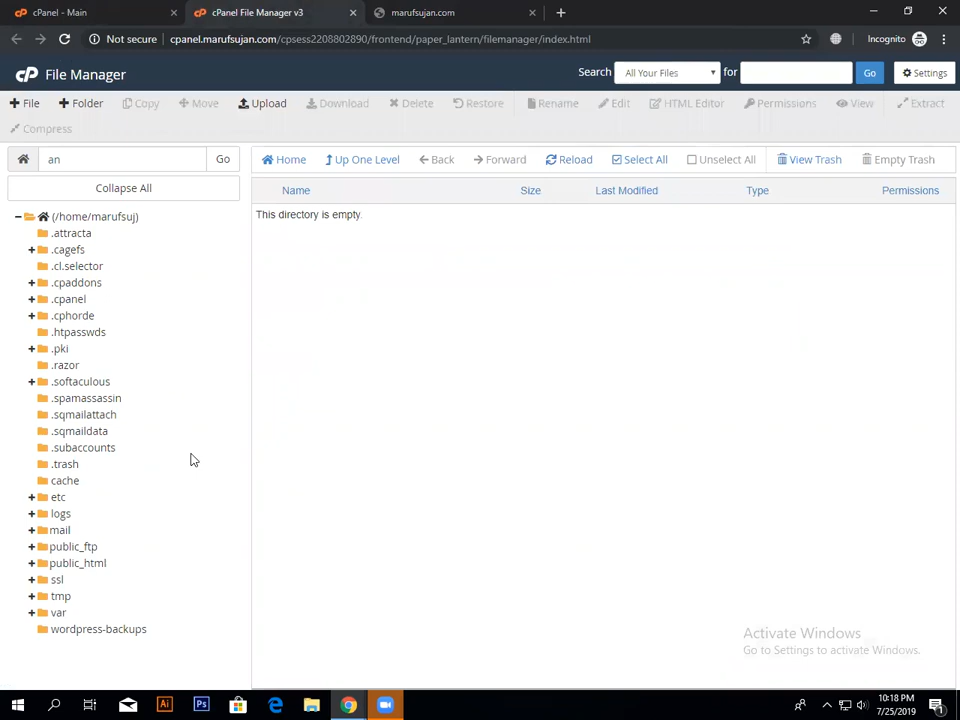 cPanel - Main
cPanel File Manager v3
marufsujan.com
Not secure
cpanel.marufsujan.com/cpsess2208802890/frontend/paper_lantern/filemanager/index.html
Incognito
cP File Manager
Search
All Your Files
for
Go
Settings
File
Folder
Copy
Move
Upload
Download
Delete
Restore
Rename
Edit
HTML Editor
Permissions
View
Extract
Compress
an
Go
Collapse All
Home
Up One Level
Back
Forward
Reload
Select All
Unselect All
View Trash
Empty Trash
Name
Size
Last Modified
Type
Permissions
This directory is empty.
(/home/marufsuj)
.attracta
.cagefs
.cl.selector
.cpaddons
.cpanel
.cphorde
.htpasswds
.pki
.razor
.softaculous
.spamassassin
.sqmailattach
.sqmaildata
.subaccounts
.trash
cache
etc
logs
mail
public_ftp
public_html
ssl
tmp
var
wordpress-backups
Activate Windows
Go to Settings to activate Windows.
Ai
Ps
10:18 PM
7/25/2019
1